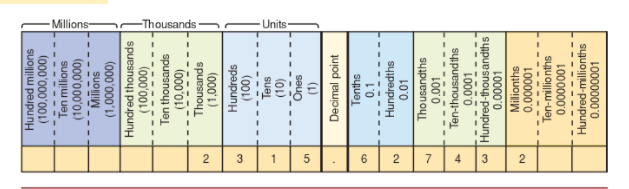 Millions Thousands Units
Hundred millions
(100,000,000)
Ten millions
(10,000,000)
Millions
(1,000,000)
Hundred thousands
(100,000)
Ten thousands
(10,000)
Thousands
(1,000)
Hundreds
(100)
Tens
(10)
Ones
(1)
Decimal point
Tenths
0.1
Hundredths
0.01
Thousandths
0.001
Ten-thousandths
0.0001
Hundred-thousandths
0.00001
Millionths
0.000001
Ten-millionths
0.0000001
Hundred-millionths
0.00000001
2 3 1 5 . 6 2 7 4 3 2